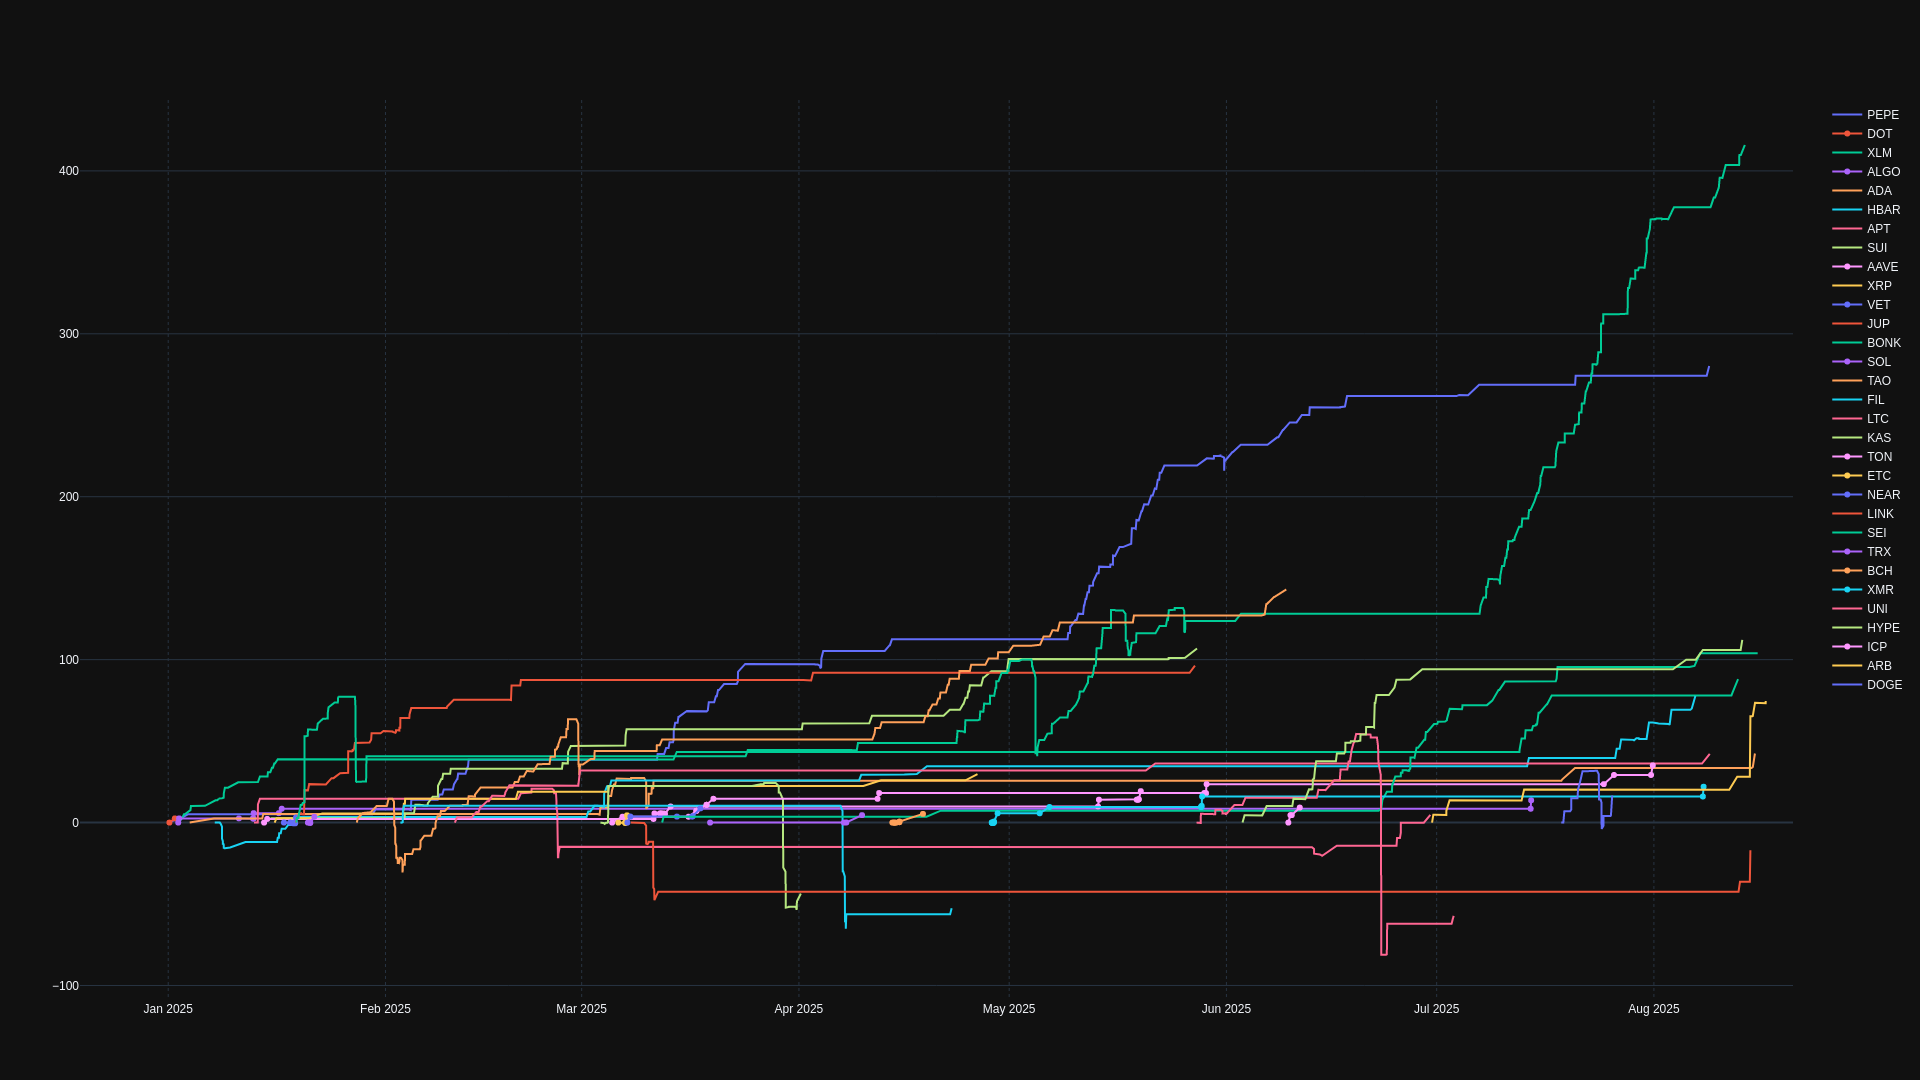 400
300
200
100
0
−100
Jan 2025
Feb 2025
Mar 2025
Apr 2025
May 2025
Jun 2025
Jul 2025
Aug 2025
PEPE
DOT
XLM
ALGO
ADA
HBAR
APT
SUI
AAVE
XRP
VET
JUP
BONK
SOL
TAO
FIL
LTC
KAS
TON
ETC
NEAR
LINK
SEI
TRX
BCH
XMR
UNI
HYPE
ICP
ARB
DOGE